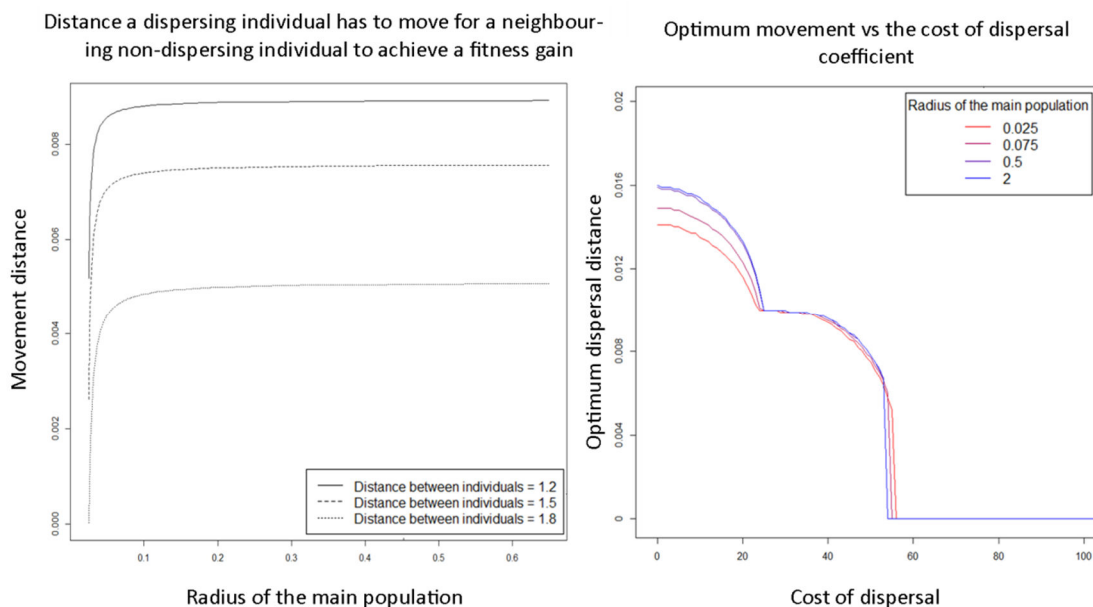 Distance a dispersing individual has to move for a neighbour-
ing non-dispersing individual to achieve a fitness gain
Movement distance
0.008
0.006
0.004
0.002
0.000
Distance between individuals = 1.2
Distance between individuals = 1.5
Distance between individuals = 1.8
0.1
0.2
0.3
0.4
0.5
0.6
Radius of the main population
Optimum movement vs the cost of dispersal
coefficient
Optimum dispersal distance
0.022
0.016
0.012
0.008
0.004
0
Radius of the main population
0.025
0.075
0.5
2
0
20
40
60
80
100
Cost of dispersal